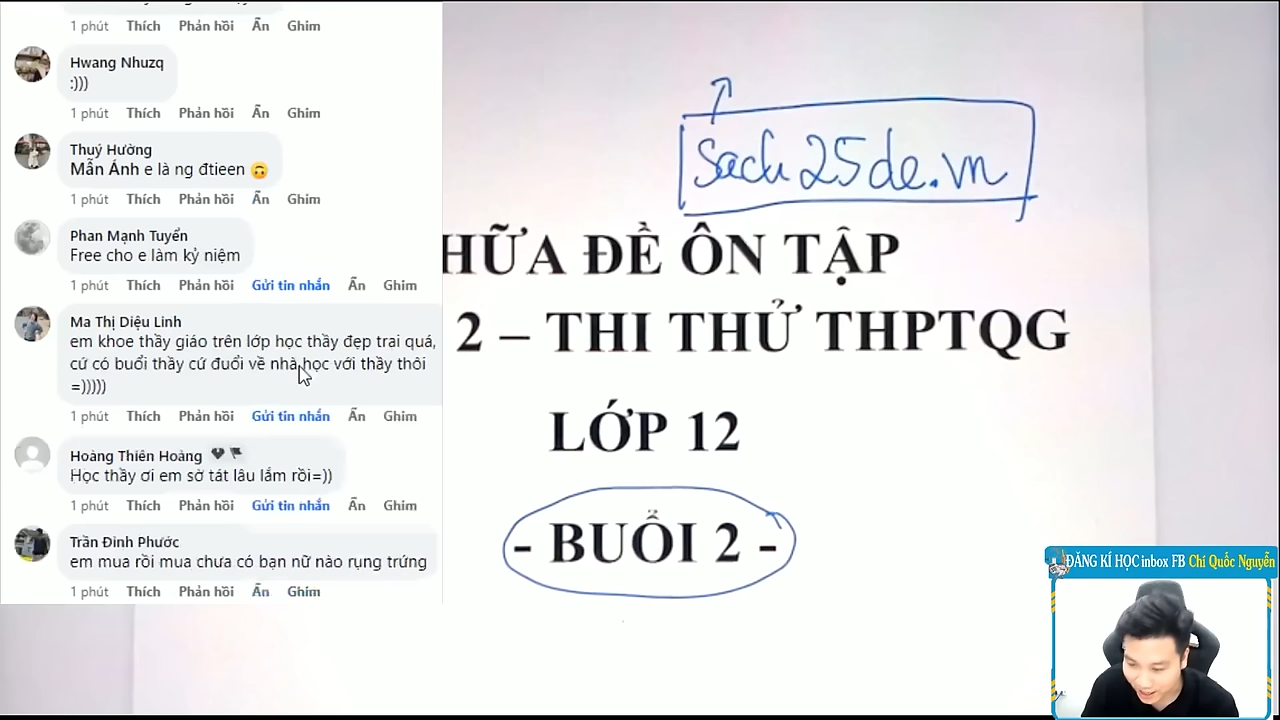 1 phút Thích Phản hồi Ẩn Ghim
Hwang Nhuzq
:)))
1 phút Thích Phản hồi Ẩn Ghim
Thuý Hường
Mẫn Ánh e là ng đtieen 🙃
1 phút Thích Phản hồi Ẩn Ghim
Phan Mạnh Tuyển
Free cho e làm kỷ niệm
1 phút Thích Phản hồi Gửi tin nhắn Ẩn Ghim
Ma Thị Diệu Linh
em khoe thầy giáo trên lớp học thầy đẹp trai quá,
cứ có buổi thầy cứ đuổi về nhà học với thầy thôi
=)))))
1 phút Thích Phản hồi Gửi tin nhắn Ẩn Ghim
Hoàng Thiên Hoảng
Học thầy ơi em sờ tát lâu lắm rồi=))
1 phút Thích Phản hồi Gửi tin nhắn Ẩn Ghim
Trần Đình Phước
em mua rồi mua chưa có bạn nữ nào rụng trứng
1 phút Thích Phản hồi Ẩn Ghim
Sach25de.vn
HỮA ĐỀ ÔN TẬP
2 – THI THỬ THPTQG
LỚP 12
- BUỔI 2 -
ĐĂNG KÍ HỌC inbox FB Chí Quốc Nguyễn